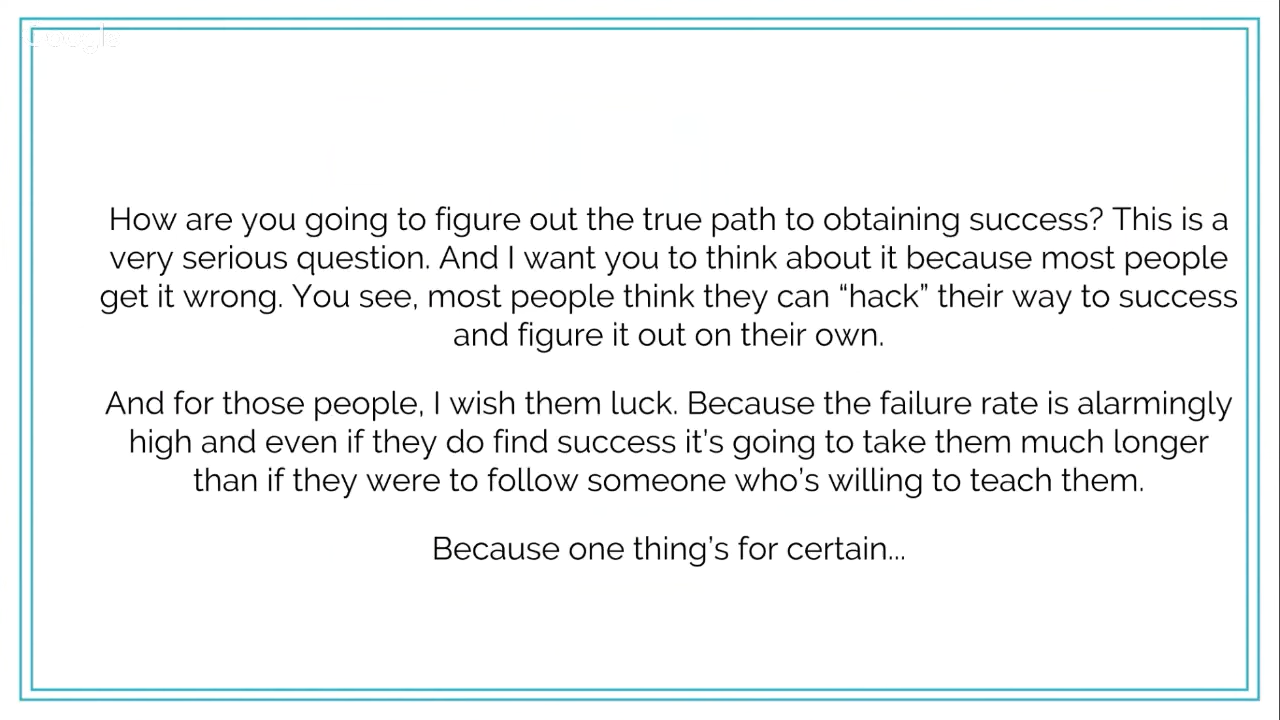 Google
How are you going to figure out the true path to obtaining success? This is a
very serious question. And I want you to think about it because most people
get it wrong. You see, most people think they can “hack” their way to success
and figure it out on their own.
And for those people, I wish them luck. Because the failure rate is alarmingly
high and even if they do find success it’s going to take them much longer
than if they were to follow someone who’s willing to teach them.
Because one thing’s for certain...